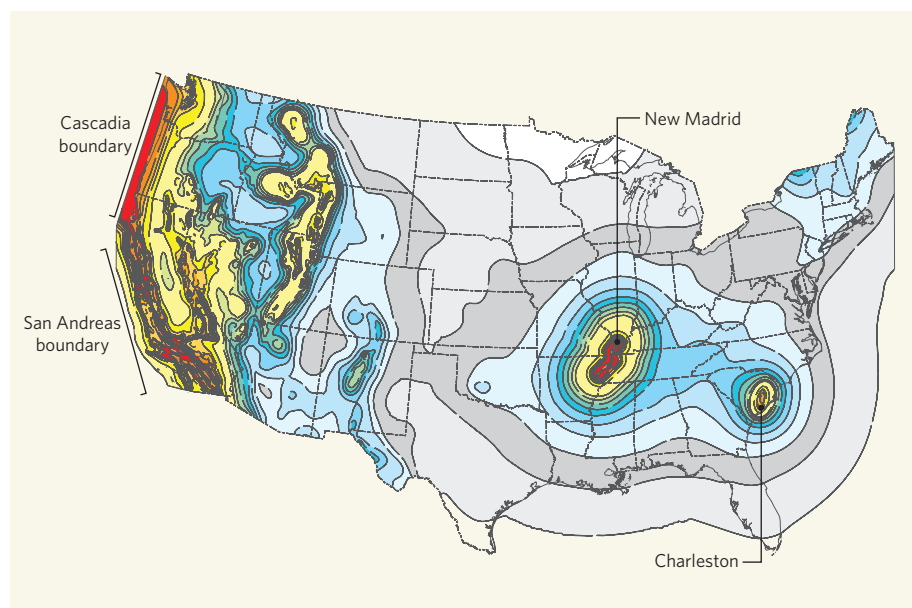 Cascadia
boundary
New Madrid
San Andreas
boundary
Charleston